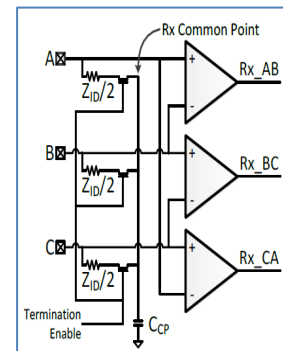 Rx Common Point
A
+
Rx_AB
Z_ID/2
-
B
+
Rx_BC
Z_ID/2
-
C
+
Rx_CA
Z_ID/2
-
Termination
Enable
C_CP